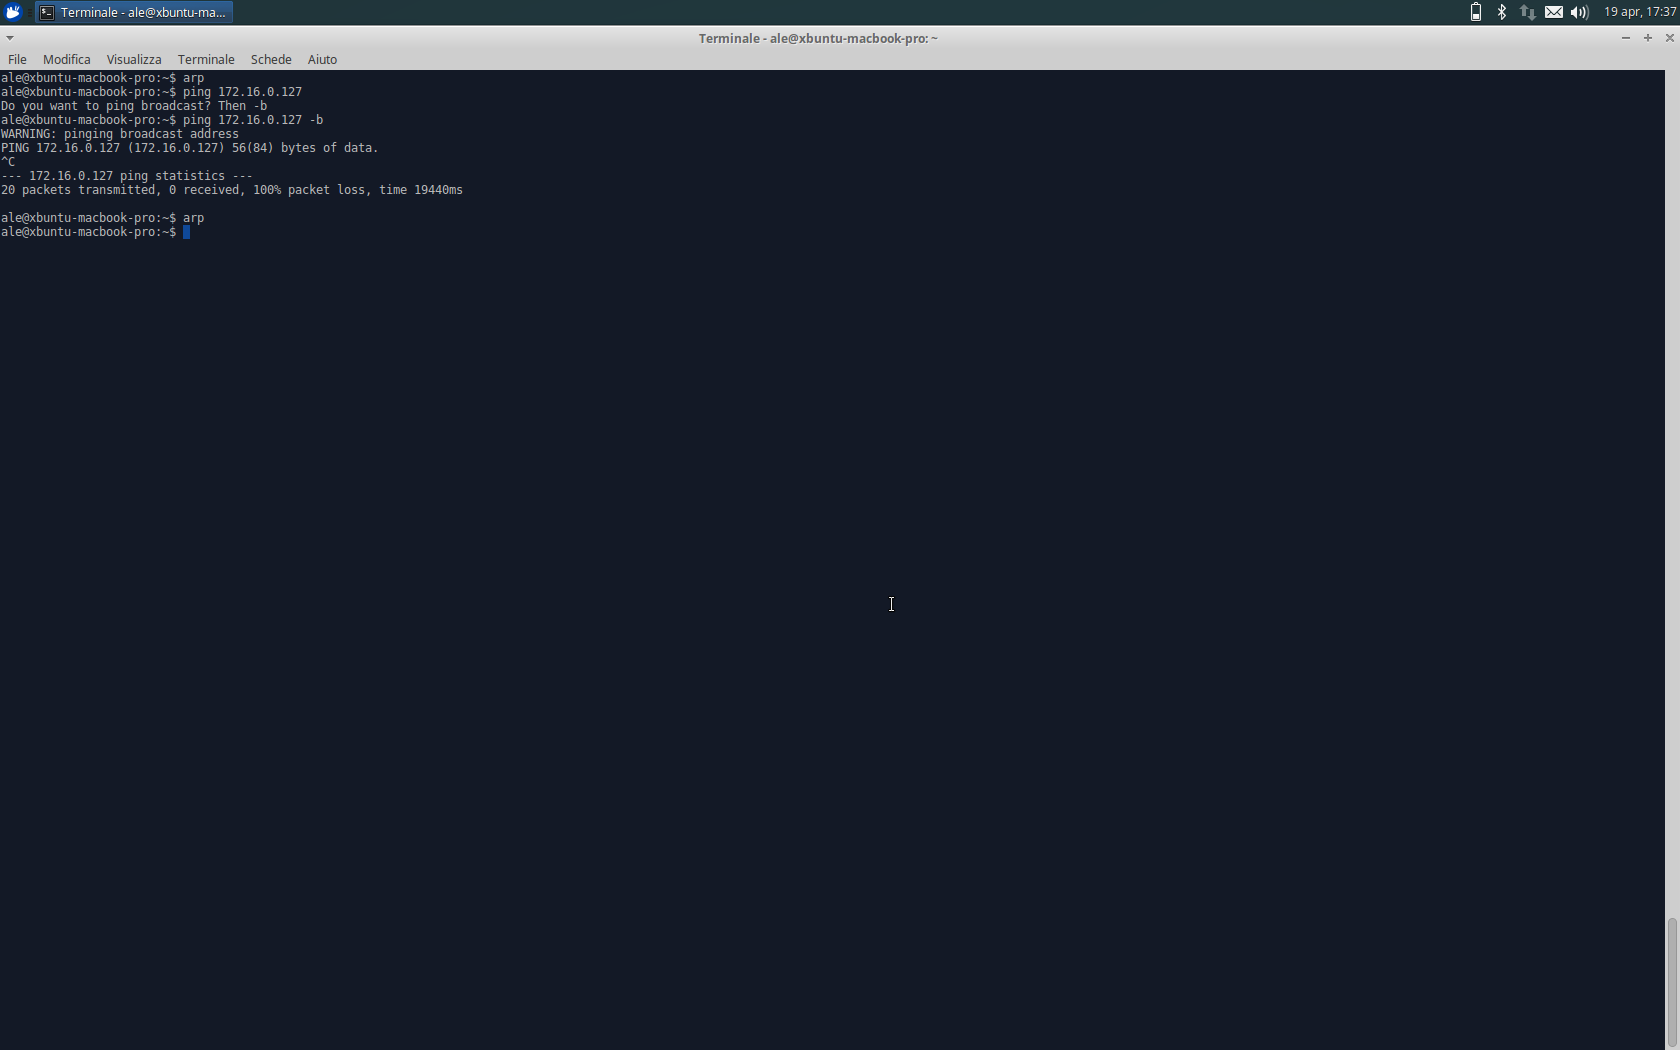 Terminale - ale@xbuntu-ma...
19 apr, 17:37
Terminale - ale@xbuntu-macbook-pro: ~
File Modifica Visualizza Terminale Schede Aiuto
ale@xbuntu-macbook-pro:~$ arp
ale@xbuntu-macbook-pro:~$ ping 172.16.0.127
Do you want to ping broadcast? Then -b
ale@xbuntu-macbook-pro:~$ ping 172.16.0.127 -b
WARNING: pinging broadcast address
PING 172.16.0.127 (172.16.0.127) 56(84) bytes of data.
^C
--- 172.16.0.127 ping statistics ---
20 packets transmitted, 0 received, 100% packet loss, time 19440ms
ale@xbuntu-macbook-pro:~$ arp
ale@xbuntu-macbook-pro:~$